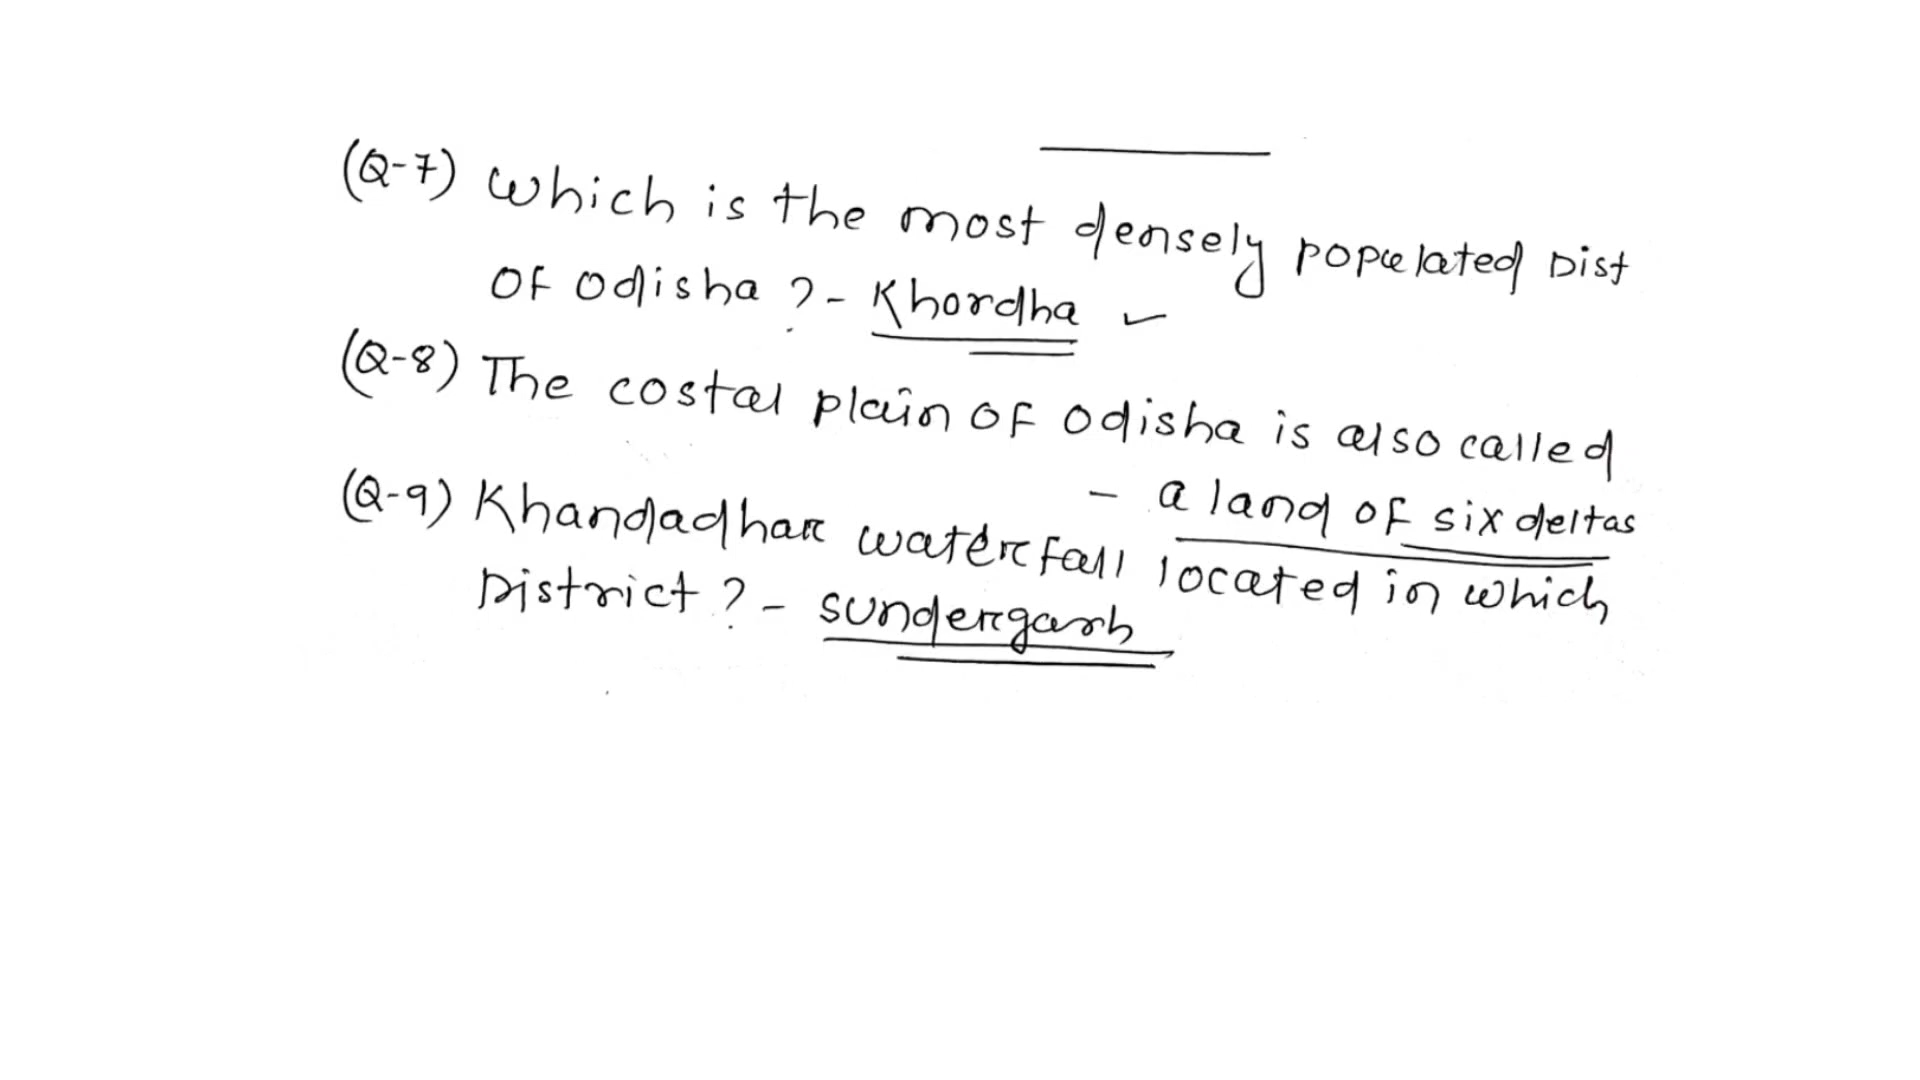 (Q-7) Which is the most densely populated Dist
Of Odisha ? - Khordha ✓
(Q-8) The costal plain OF Odisha is also called
- a land of six deltas
(Q-9) Khandadhar waterfall located in which
District ? - sundergarh